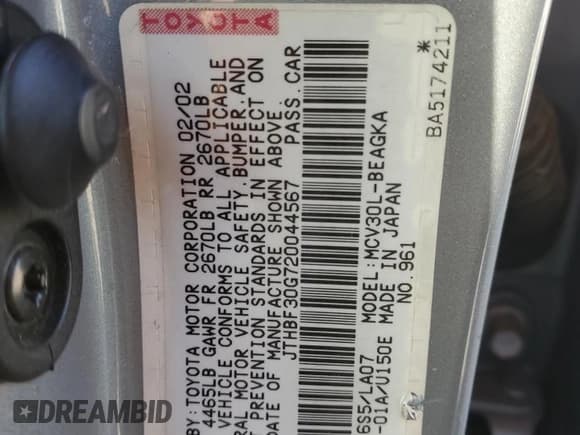 TOYOTA
BY: TOYOTA MOTOR CORPORATION 02/02
4465LB GAWR FR 2670LB RR 2670LB
VEHICLE CONFORMS TO ALL APPLICABLE
RAL MOTOR VEHICLE SAFETY, BUMPER, AND
T PREVENTION STANDARDS IN EFFECT ON
DATE OF MANUFACTURE SHOWN ABOVE.
JTHBF30G720044567 PASS. CAR
6S5/LA07 MODEL:MCV30L-BEAGKA
-01A/U150E MADE IN JAPAN
NO. 961
BA5174211 *
DREAMBID